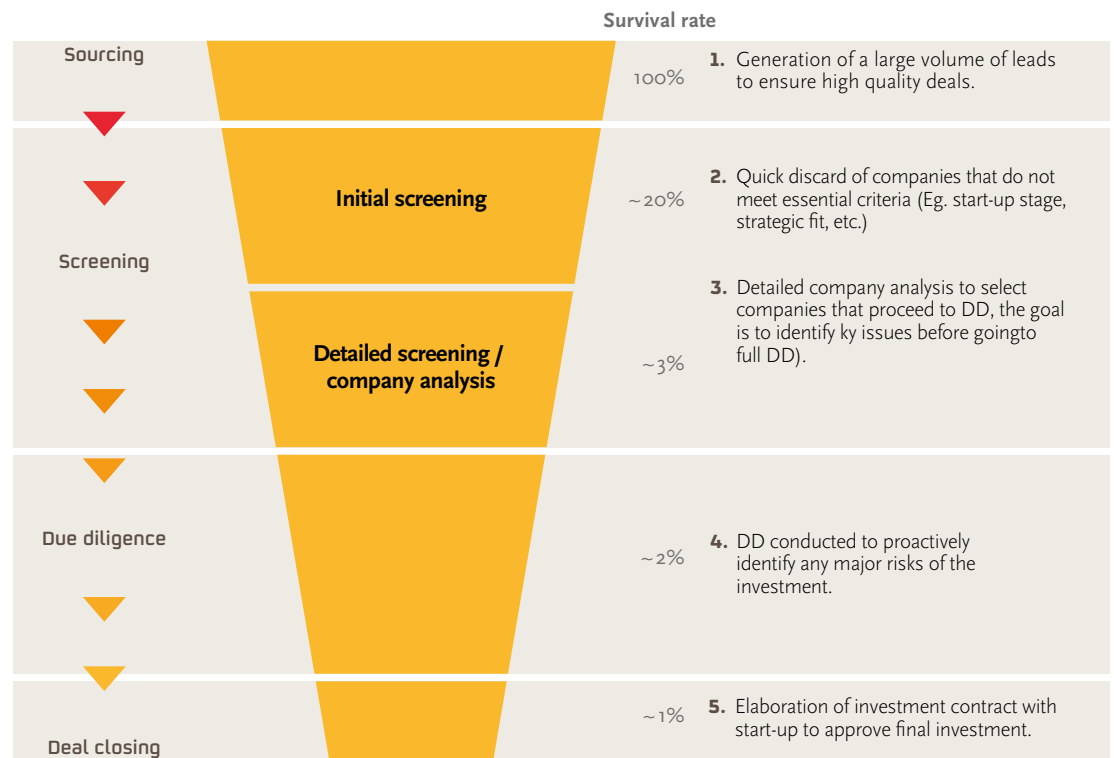 Survival rate
Sourcing
100%
1. Generation of a large volume of leads
to ensure high quality deals.
Initial screening
~20%
2. Quick discard of companies that do not
meet essential criteria (Eg. start-up stage,
strategic fit, etc.)
Screening
3. Detailed company analysis to select
companies that proceed to DD, the goal
is to identify ky issues before goingto
full DD).
Detailed screening /
company analysis
~3%
Due diligence
~2%
4. DD conducted to proactively
identify any major risks of the
investment.
~1%
5. Elaboration of investment contract with
start-up to approve final investment.
Deal closing